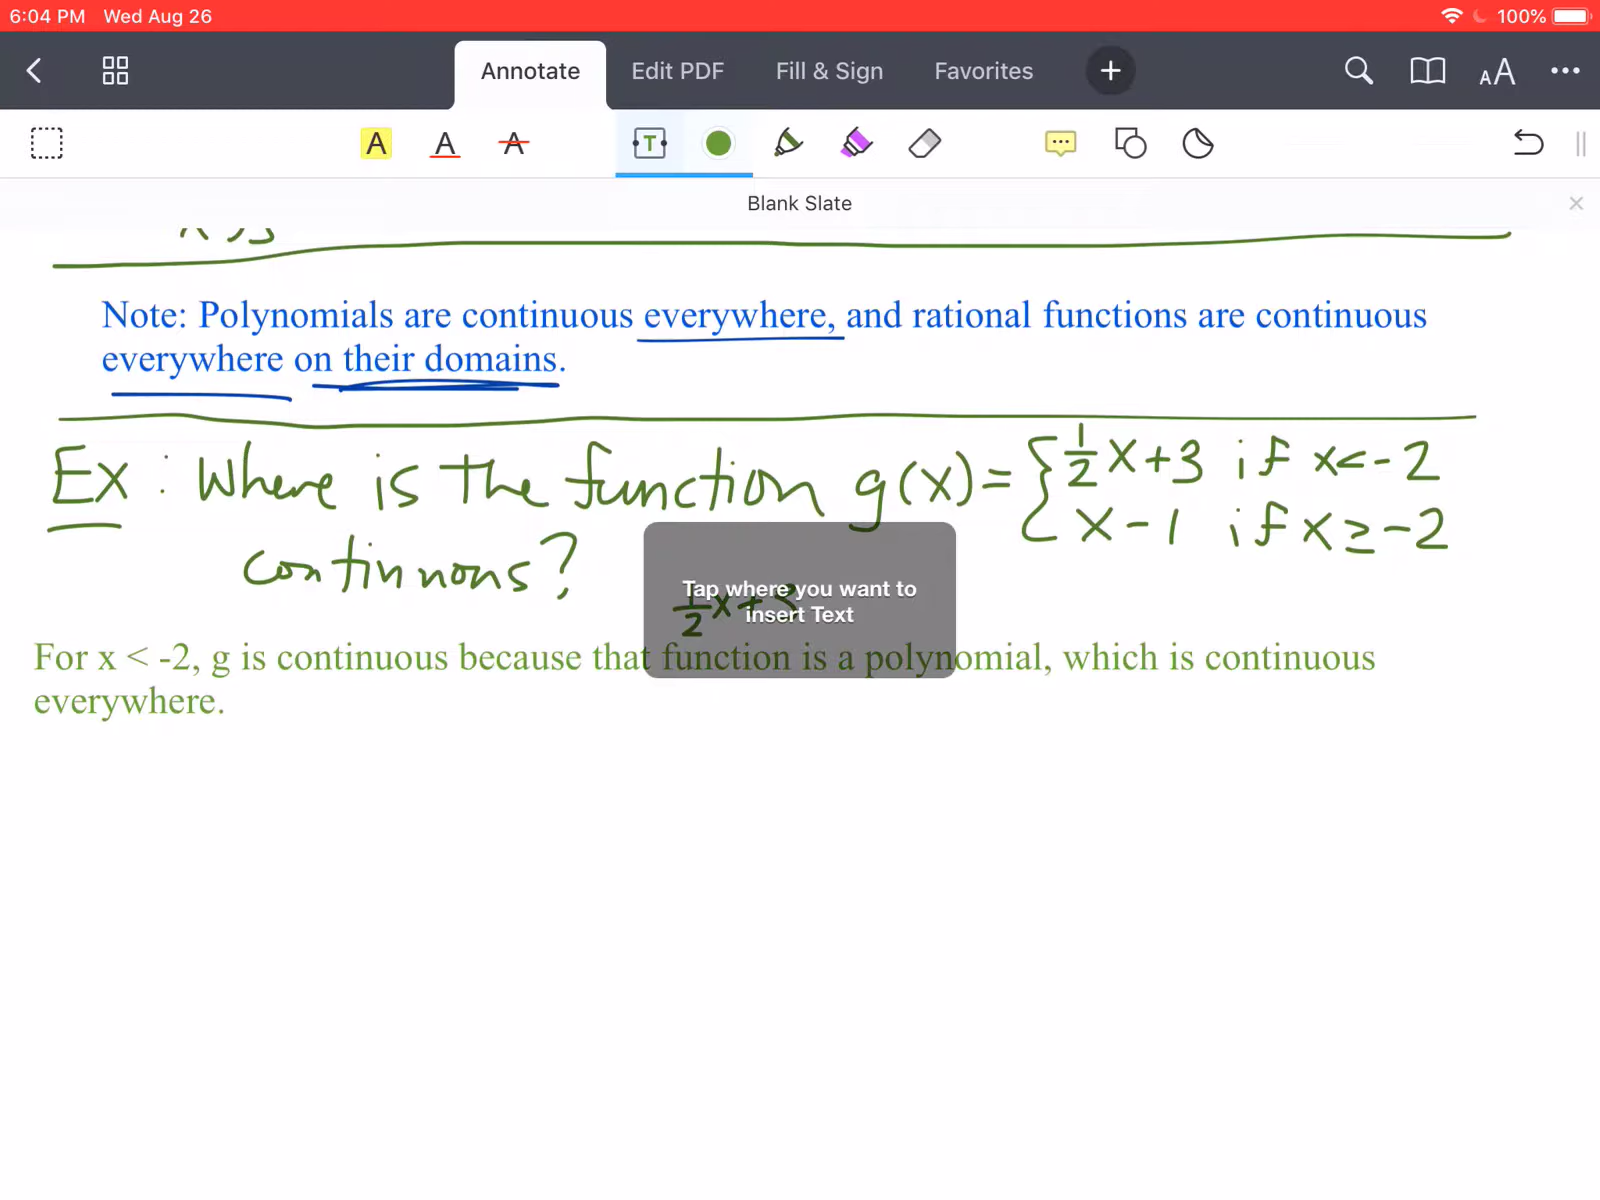 6:04 PM Wed Aug 26 100%
Annotate Edit PDF Fill & Sign Favorites
Blank Slate
Note: Polynomials are continuous everywhere, and rational functions are continuous
everywhere on their domains.
Ex: Where is the function g(x) = { ½x+3 if x<-2
x-1 if x≥-2
continuous?
Tap where you want to
insert Text
½x+3
For x < -2, g is continuous because that function is a polynomial, which is continuous
everywhere.